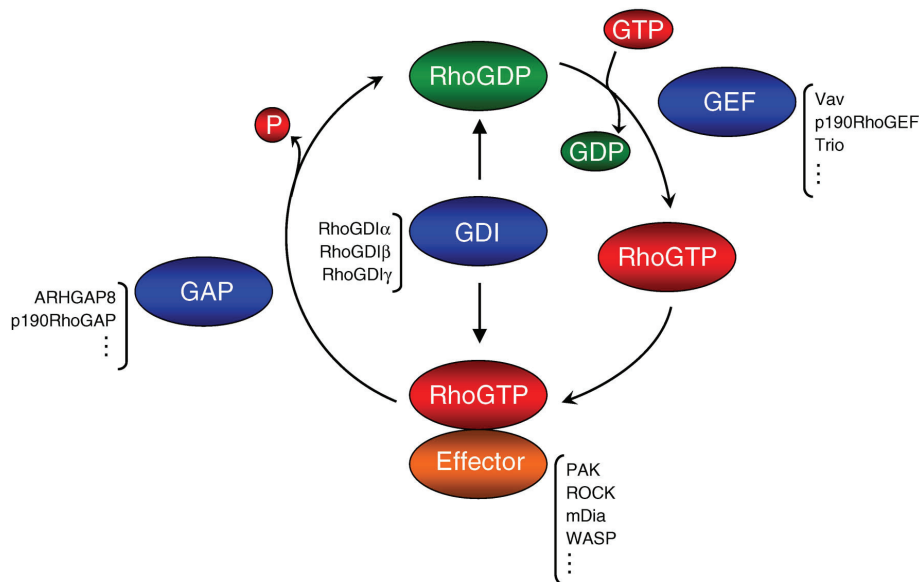 GTP
RhoGDP
GEF
Vav
p190RhoGEF
Trio
⋮
P
GDP
RhoGDIα
RhoGDIβ
RhoGDIγ
GDI
RhoGTP
GAP
ARHGAP8
p190RhoGAP
⋮
RhoGTP
Effector
PAK
ROCK
mDia
WASP
⋮